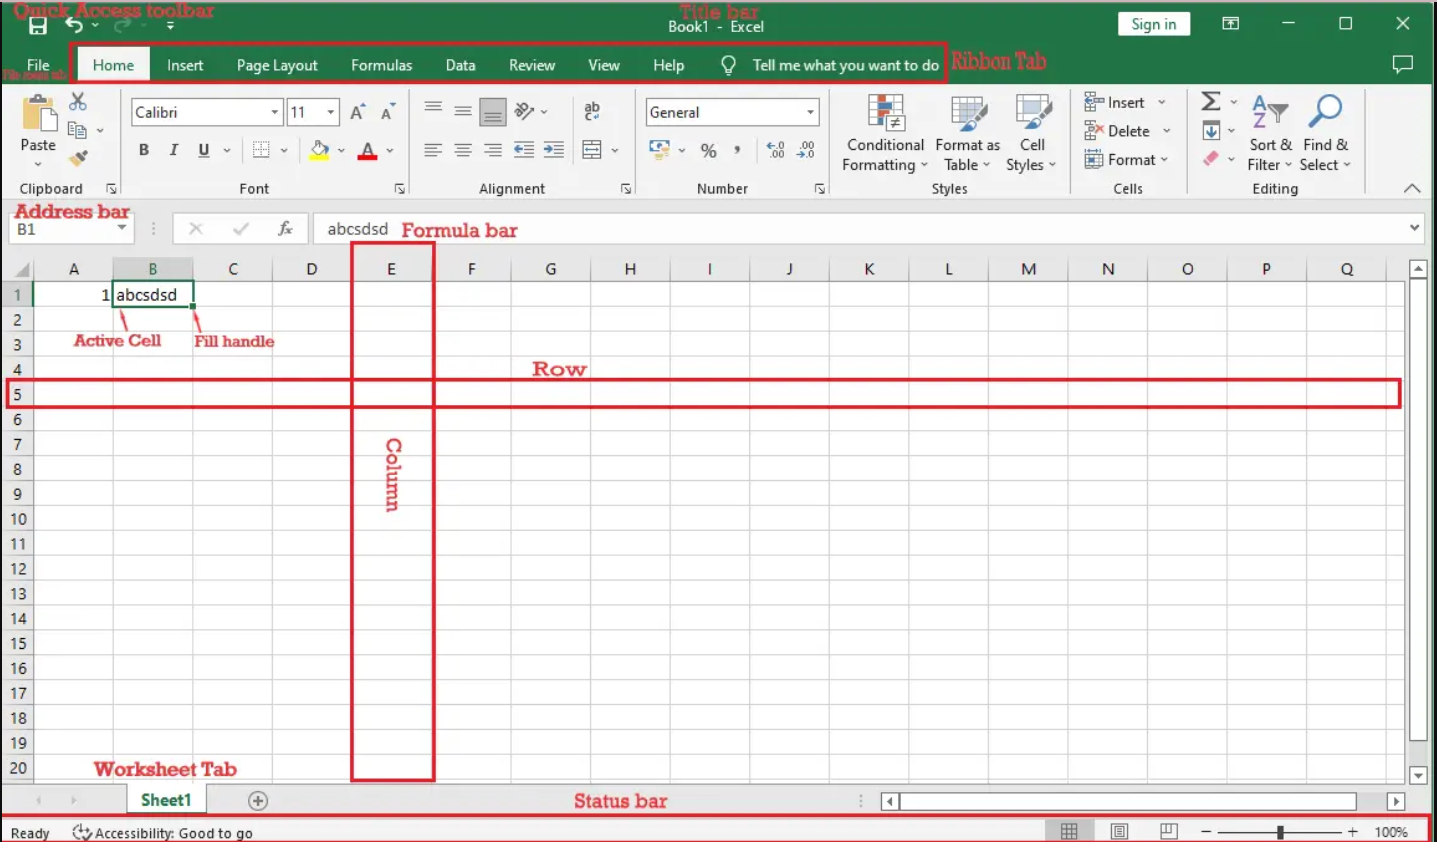 Quick Access toolbar
Title bar
Book1 - Excel
Sign in
File Home Insert Page Layout Formulas Data Review View Help Tell me what you want to do Ribbon Tab
Calibri 11 General
ab
Insert
Delete
Format
Paste
B I U A % , .00 .00
Conditional Formatting
Format as Table
Cell Styles
Sort & Filter
Find & Select
Clipboard Font Alignment Number Styles Cells Editing
Address bar
B1 fx abcsdsd Formula bar
A B C D E F G H I J K L M N O P Q
1 1 abcsdsd
2
3 Active Cell Fill handle
4 Row
5
6
7
8 Column
9
10
11
12
13
14
15
16
17
18
19
20 Worksheet Tab
Sheet1 Status bar
Ready Accessibility: Good to go 100%